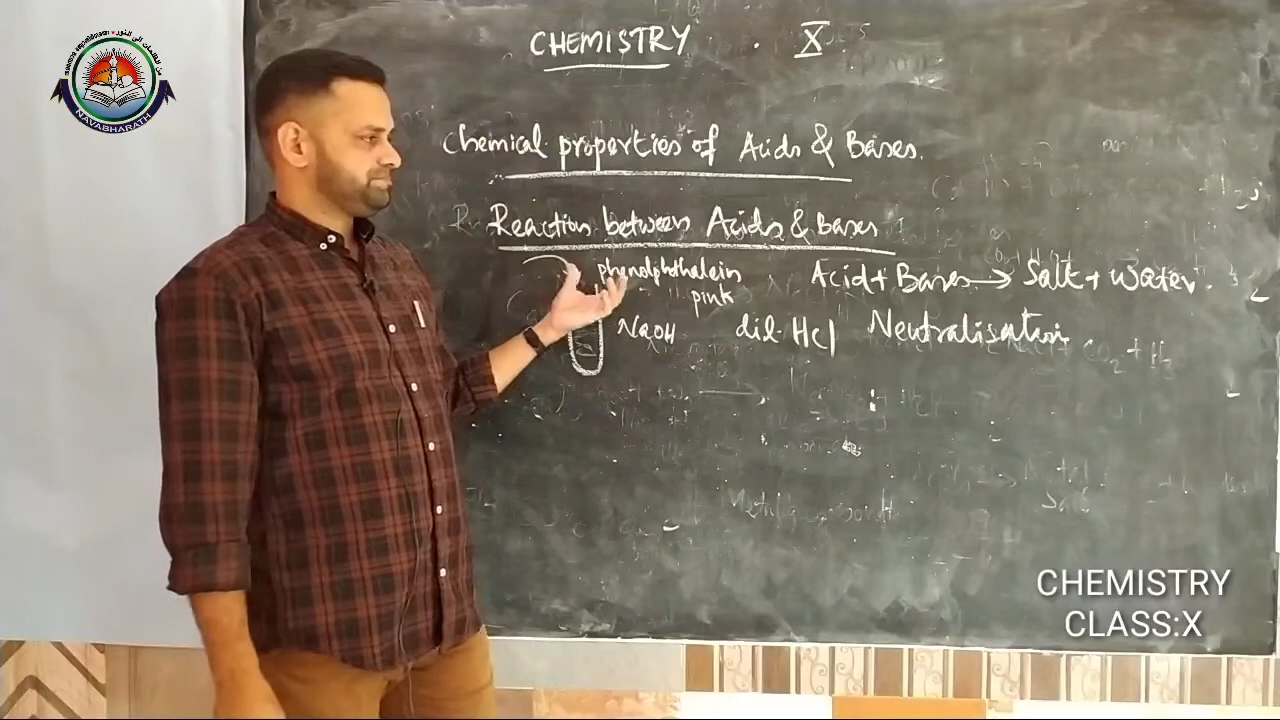 CHEMISTRY . X
Chemical properties of Acids & Bases.
Reaction between Acids & Bases
phenolphthalein
pink
Acid + Bases → Salt + Water.
NaOH dil. HCl Neutralisation
NAVABHARATH
CHEMISTRY
CLASS:X